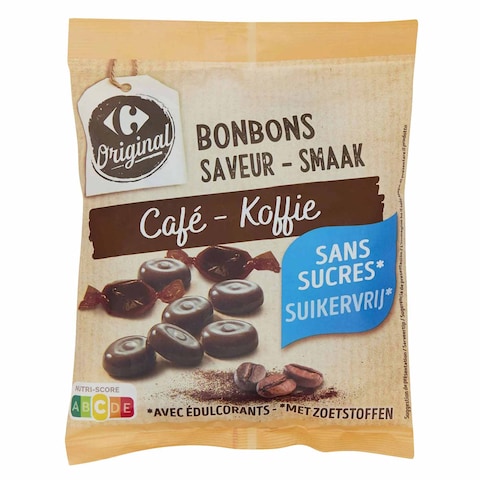 Original
BONBONS
SAVEUR - SMAAK
Café - Koffie
SANS
SUCRES*
SUIKERVRIJ*
NUTRI-SCORE
A B C D E
*AVEC ÉDULCORANTS - *MET ZOETSTOFFEN